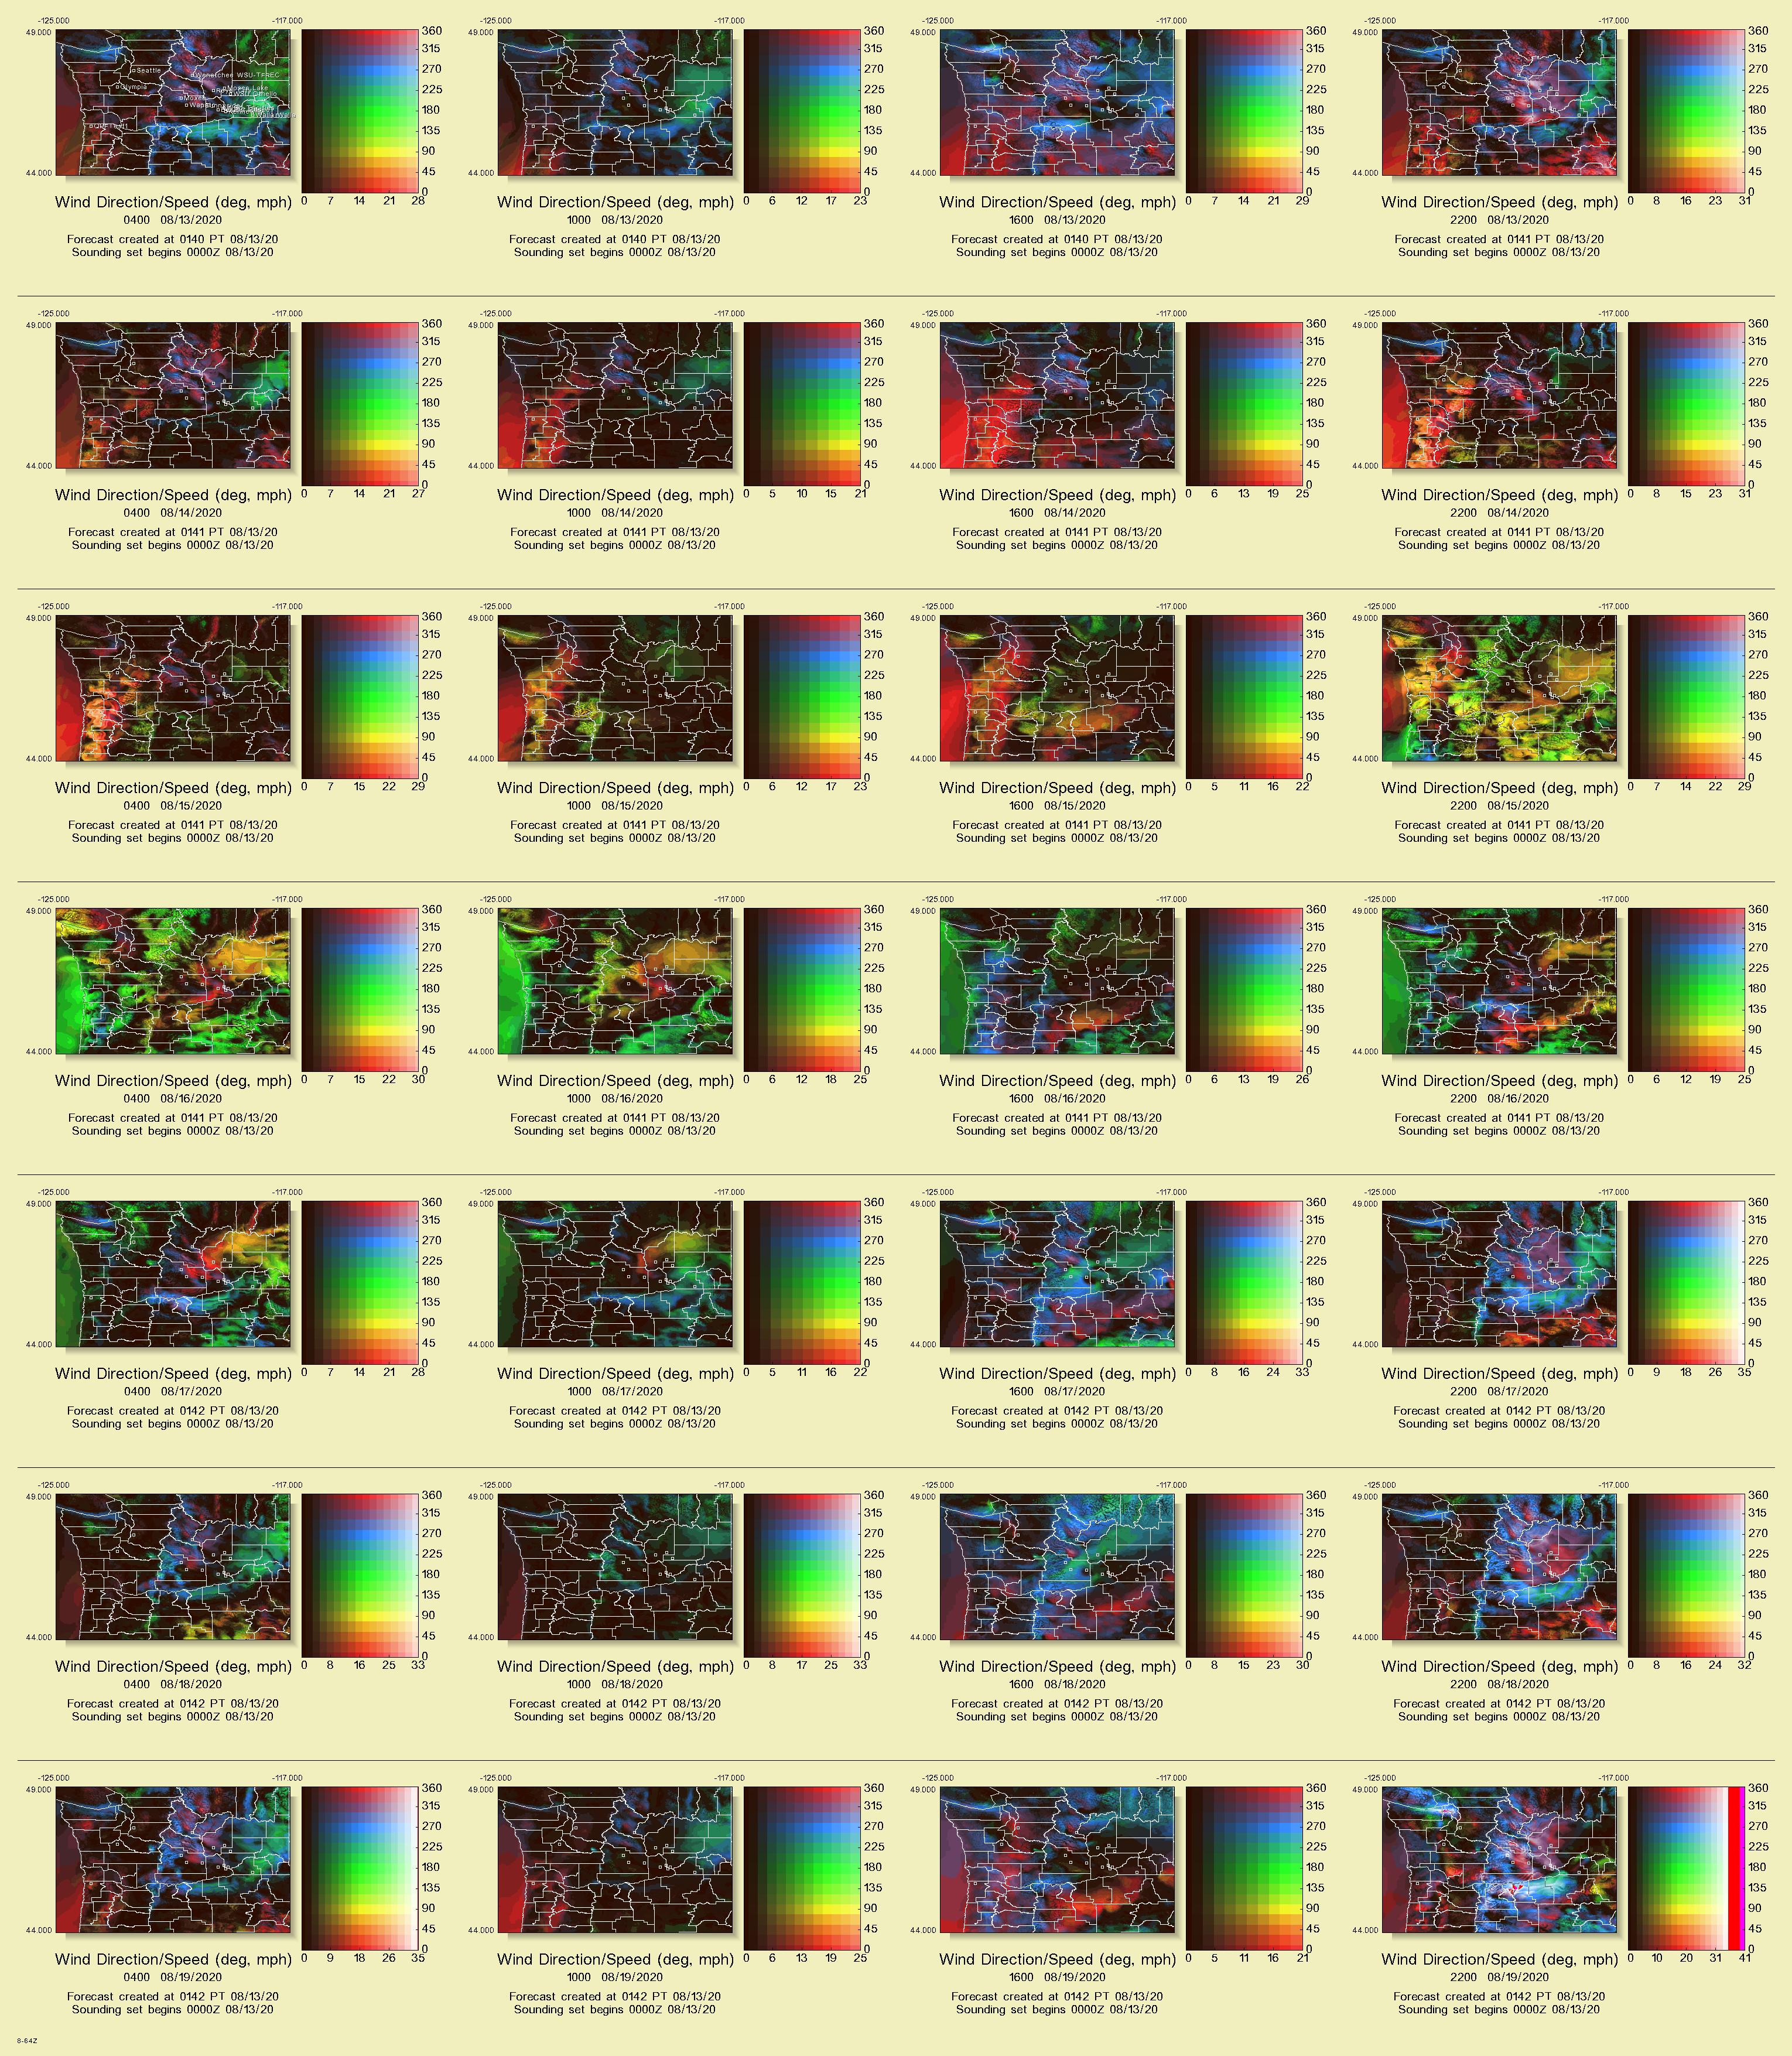 -125.000 -117.000 -125.000 -117.000 -125.000 -117.000 -125.000 -117.000
49.000 360 49.000 360 49.000 360 49.000 360
315 315 315 315
Seattle
Wenatchee WSU-TFREC
270 270 270 270
Olympia
Moses Lake
225 225 225 225
180 180 180 180
135 135 135 135
90 90 90 90
45 45 45 45
44.000 44.000 44.000 44.000
0 0 0 0
Wind Direction/Speed (deg, mph) 0 7 14 21 28 Wind Direction/Speed (deg, mph) 0 6 12 17 23 Wind Direction/Speed (deg, mph) 0 7 14 21 29 Wind Direction/Speed (deg, mph) 0 8 16 23 31
0400 08/13/2020 1000 08/13/2020 1600 08/13/2020 2200 08/13/2020
Forecast created at 0140 PT 08/13/20 Forecast created at 0140 PT 08/13/20 Forecast created at 0140 PT 08/13/20 Forecast created at 0141 PT 08/13/20
Sounding set begins 0000Z 08/13/20 Sounding set begins 0000Z 08/13/20 Sounding set begins 0000Z 08/13/20 Sounding set begins 0000Z 08/13/20
-125.000 -117.000 -125.000 -117.000 -125.000 -117.000 -125.000 -117.000
49.000 360 49.000 360 49.000 360 49.000 360
315 315 315 315
270 270 270 270
225 225 225 225
180 180 180 180
135 135 135 135
90 90 90 90
45 45 45 45
44.000 44.000 44.000 44.000
0 0 0 0
Wind Direction/Speed (deg, mph) 0 7 14 21 27 Wind Direction/Speed (deg, mph) 0 5 10 15 21 Wind Direction/Speed (deg, mph) 0 6 13 19 25 Wind Direction/Speed (deg, mph) 0 8 15 23 31
0400 08/14/2020 1000 08/14/2020 1600 08/14/2020 2200 08/14/2020
Forecast created at 0141 PT 08/13/20 Forecast created at 0141 PT 08/13/20 Forecast created at 0141 PT 08/13/20 Forecast created at 0141 PT 08/13/20
Sounding set begins 0000Z 08/13/20 Sounding set begins 0000Z 08/13/20 Sounding set begins 0000Z 08/13/20 Sounding set begins 0000Z 08/13/20
-125.000 -117.000 -125.000 -117.000 -125.000 -117.000 -125.000 -117.000
49.000 360 49.000 360 49.000 360 49.000 360
315 315 315 315
270 270 270 270
225 225 225 225
180 180 180 180
135 135 135 135
90 90 90 90
45 45 45 45
44.000 44.000 44.000 44.000
0 0 0 0
Wind Direction/Speed (deg, mph) 0 7 15 22 29 Wind Direction/Speed (deg, mph) 0 6 12 17 23 Wind Direction/Speed (deg, mph) 0 5 11 17 22 Wind Direction/Speed (deg, mph) 0 7 14 22 29
0400 08/15/2020 1000 08/15/2020 1600 08/15/2020 2200 08/15/2020
Forecast created at 0141 PT 08/13/20 Forecast created at 0141 PT 08/13/20 Forecast created at 0141 PT 08/13/20 Forecast created at 0141 PT 08/13/20
Sounding set begins 0000Z 08/13/20 Sounding set begins 0000Z 08/13/20 Sounding set begins 0000Z 08/13/20 Sounding set begins 0000Z 08/13/20
-125.000 -117.000 -125.000 -117.000 -125.000 -117.000 -125.000 -117.000
49.000 360 49.000 360 49.000 360 49.000 360
315 315 315 315
270 270 270 270
225 225 225 225
180 180 180 180
135 135 135 135
90 90 90 90
45 45 45 45
44.000 44.000 44.000 44.000
0 0 0 0
Wind Direction/Speed (deg, mph) 0 7 15 22 30 Wind Direction/Speed (deg, mph) 0 6 12 18 25 Wind Direction/Speed (deg, mph) 0 6 13 19 26 Wind Direction/Speed (deg, mph) 0 6 12 19 25
0400 08/16/2020 1000 08/16/2020 1600 08/16/2020 2200 08/16/2020
Forecast created at 0141 PT 08/13/20 Forecast created at 0141 PT 08/13/20 Forecast created at 0141 PT 08/13/20 Forecast created at 0141 PT 08/13/20
Sounding set begins 0000Z 08/13/20 Sounding set begins 0000Z 08/13/20 Sounding set begins 0000Z 08/13/20 Sounding set begins 0000Z 08/13/20
-125.000 -117.000 -125.000 -117.000 -125.000 -117.000 -125.000 -117.000
49.000 360 49.000 360 49.000 360 49.000 360
315 315 315 315
270 270 270 270
225 225 225 225
180 180 180 180
135 135 135 135
90 90 90 90
45 45 45 45
44.000 44.000 44.000 44.000
0 0 0 0
Wind Direction/Speed (deg, mph) 0 7 14 21 28 Wind Direction/Speed (deg, mph) 0 5 11 16 22 Wind Direction/Speed (deg, mph) 0 8 16 24 33 Wind Direction/Speed (deg, mph) 0 9 18 26 35
0400 08/17/2020 1000 08/17/2020 1600 08/17/2020 2200 08/17/2020
Forecast created at 0142 PT 08/13/20 Forecast created at 0142 PT 08/13/20 Forecast created at 0142 PT 08/13/20 Forecast created at 0142 PT 08/13/20
Sounding set begins 0000Z 08/13/20 Sounding set begins 0000Z 08/13/20 Sounding set begins 0000Z 08/13/20 Sounding set begins 0000Z 08/13/20
-125.000 -117.000 -125.000 -117.000 -125.000 -117.000 -125.000 -117.000
49.000 360 49.000 360 49.000 360 49.000 360
315 315 315 315
270 270 270 270
225 225 225 225
180 180 180 180
135 135 135 135
90 90 90 90
45 45 45 45
44.000 44.000 44.000 44.000
0 0 0 0
Wind Direction/Speed (deg, mph) 0 8 16 25 33 Wind Direction/Speed (deg, mph) 0 8 17 25 33 Wind Direction/Speed (deg, mph) 0 8 15 23 30 Wind Direction/Speed (deg, mph) 0 8 16 24 32
0400 08/18/2020 1000 08/18/2020 1600 08/18/2020 2200 08/18/2020
Forecast created at 0142 PT 08/13/20 Forecast created at 0142 PT 08/13/20 Forecast created at 0142 PT 08/13/20 Forecast created at 0142 PT 08/13/20
Sounding set begins 0000Z 08/13/20 Sounding set begins 0000Z 08/13/20 Sounding set begins 0000Z 08/13/20 Sounding set begins 0000Z 08/13/20
-125.000 -117.000 -125.000 -117.000 -125.000 -117.000 -125.000 -117.000
49.000 360 49.000 360 49.000 360 49.000 360
315 315 315 315
270 270 270 270
225 225 225 225
180 180 180 180
135 135 135 135
90 90 90 90
45 45 45 45
44.000 44.000 44.000 44.000
0 0 0 0
Wind Direction/Speed (deg, mph) 0 9 18 26 35 Wind Direction/Speed (deg, mph) 0 6 13 19 25 Wind Direction/Speed (deg, mph) 0 5 11 16 21 Wind Direction/Speed (deg, mph) 0 10 20 31 41
0400 08/19/2020 1000 08/19/2020 1600 08/19/2020 2200 08/19/2020
Forecast created at 0142 PT 08/13/20 Forecast created at 0142 PT 08/13/20 Forecast created at 0142 PT 08/13/20 Forecast created at 0142 PT 08/13/20
Sounding set begins 0000Z 08/13/20 Sounding set begins 0000Z 08/13/20 Sounding set begins 0000Z 08/13/20 Sounding set begins 0000Z 08/13/20
8-64Z